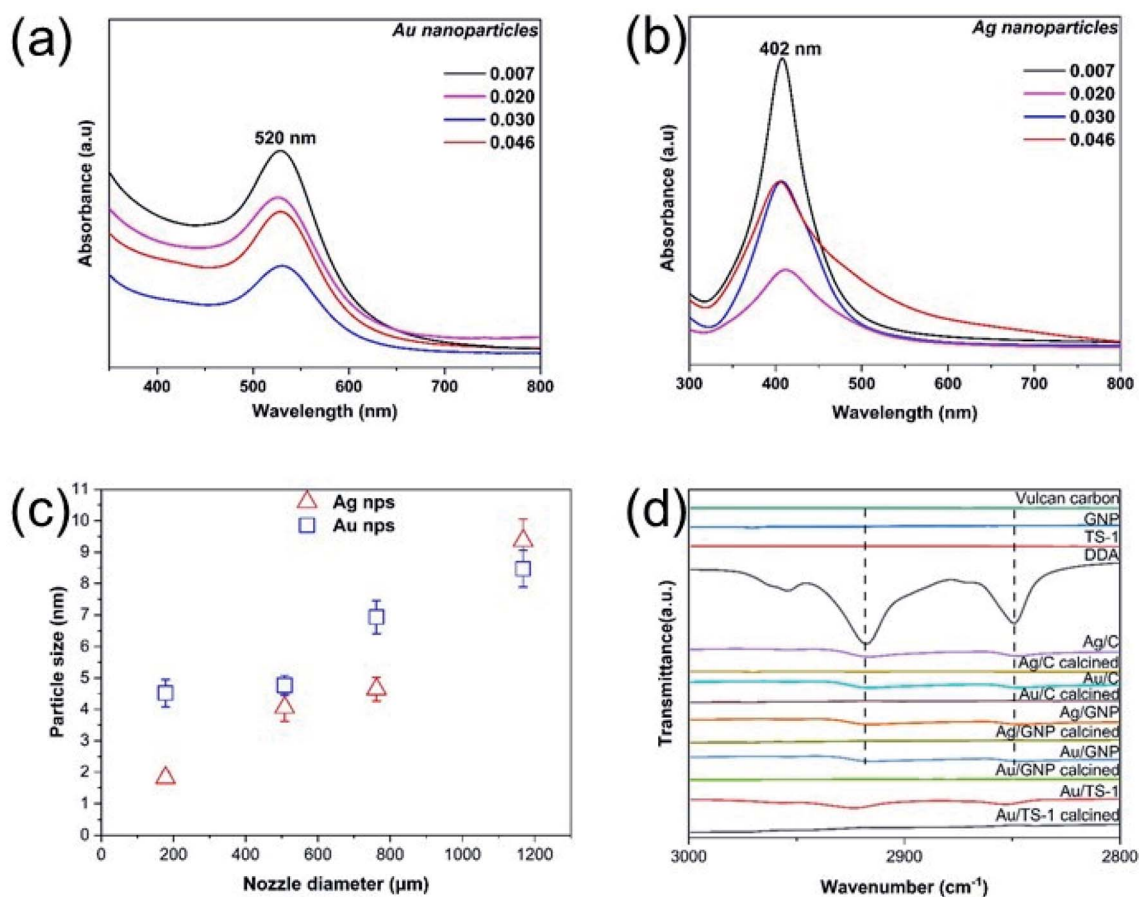 (a)
Au nanoparticles
0.007
0.020
0.030
0.046
520 nm
Absorbance (a.u)
400
500
600
700
800
Wavelength (nm)
(b)
Ag nanoparticles
402 nm
0.007
0.020
0.030
0.046
Absorbance (a.u)
300
400
500
600
700
800
Wavelength (nm)
(c)
Ag nps
Au nps
Particle size (nm)
11
10
9
8
7
6
5
4
3
2
1
0
0
200
400
600
800
1000
1200
Nozzle diameter (μm)
(d)
Vulcan carbon
GNP
TS-1
DDA
Ag/C
Ag/C calcined
Au/C
Au/C calcined
Ag/GNP
Ag/GNP calcined
Au/GNP
Au/GNP calcined
Au/TS-1
Au/TS-1 calcined
Transmittance(a.u.)
3000
2900
2800
Wavenumber (cm⁻¹)